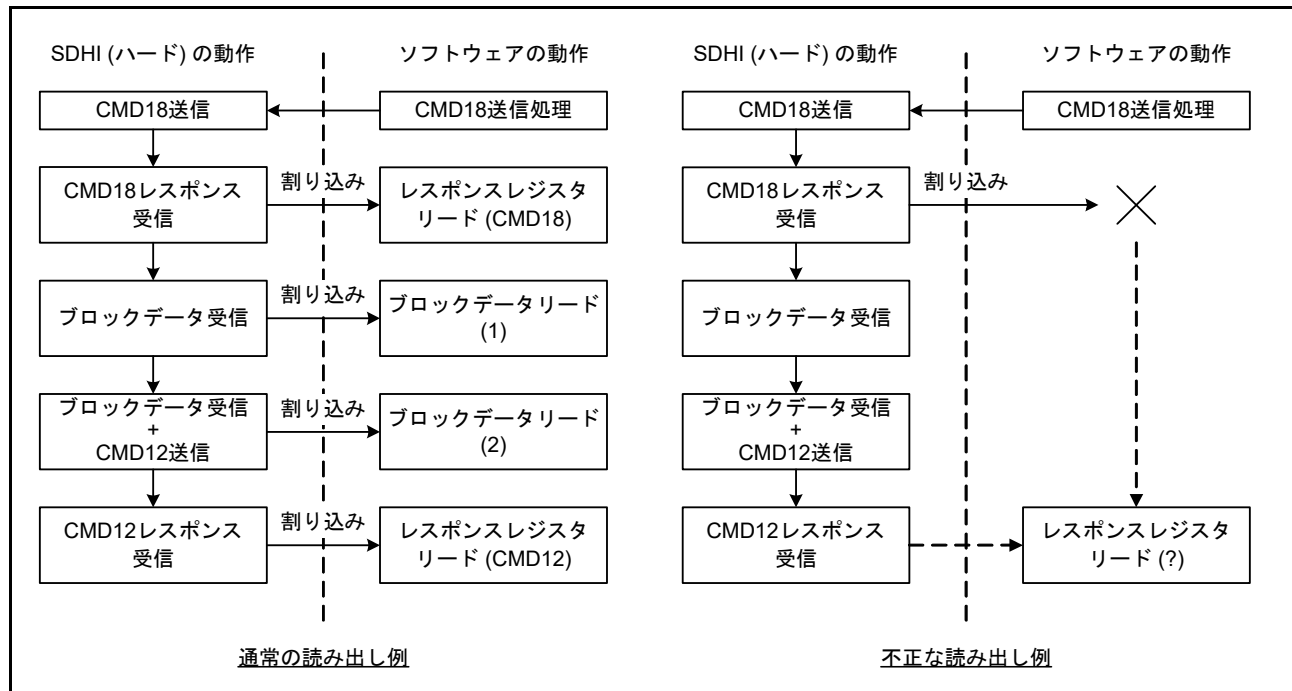 SDHI (ハード) の動作
ソフトウェアの動作
CMD18送信
CMD18送信処理
CMD18レスポンス
受信
割り込み
レスポンスレジスタ
リード (CMD18)
ブロックデータ受信
割り込み
ブロックデータリード
(1)
ブロックデータ受信
+
CMD12送信
割り込み
ブロックデータリード
(2)
CMD12レスポンス
受信
割り込み
レスポンスレジスタ
リード (CMD12)
通常の読み出し例
SDHI (ハード) の動作
ソフトウェアの動作
CMD18送信
CMD18送信処理
CMD18レスポンス
受信
割り込み
ブロックデータ受信
ブロックデータ受信
+
CMD12送信
CMD12レスポンス
受信
レスポンスレジスタ
リード (?)
不正な読み出し例